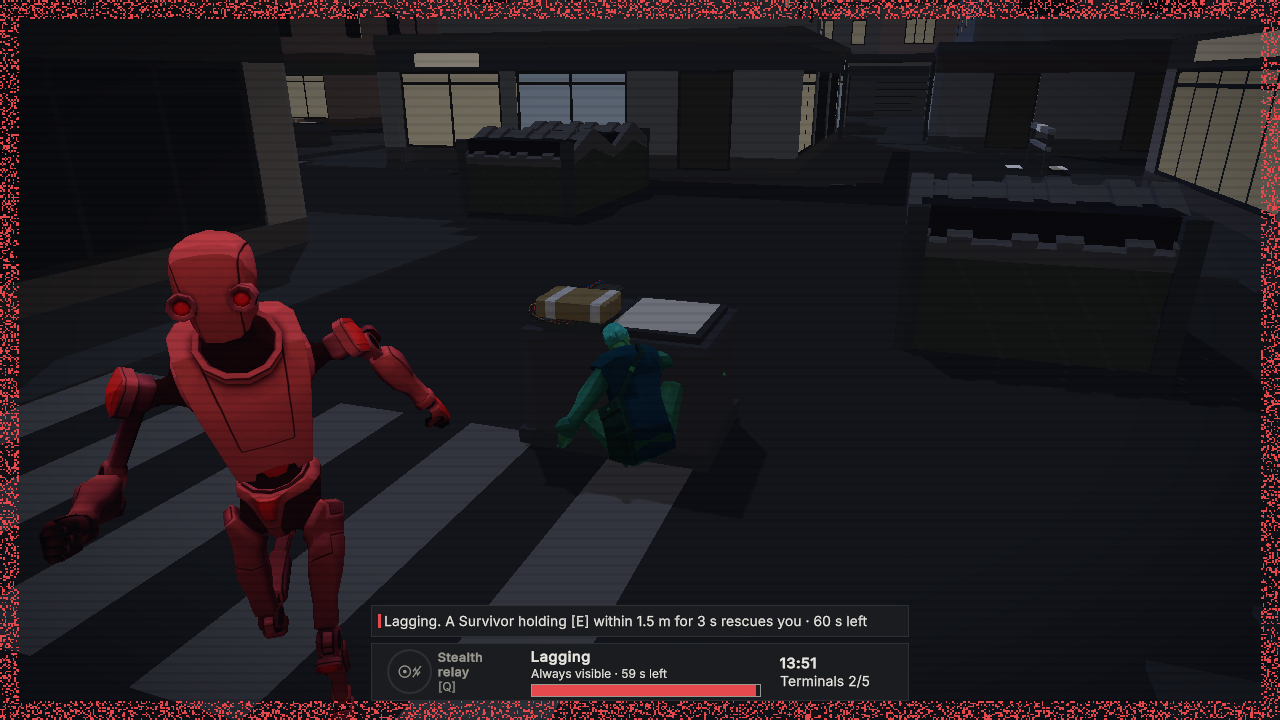 Lagging. A Survivor holding [E] within 1.5 m for 3 s rescues you · 60 s left
Stealth
relay
[Q]
Lagging
Always visible · 59 s left
13:51
Terminals 2/5